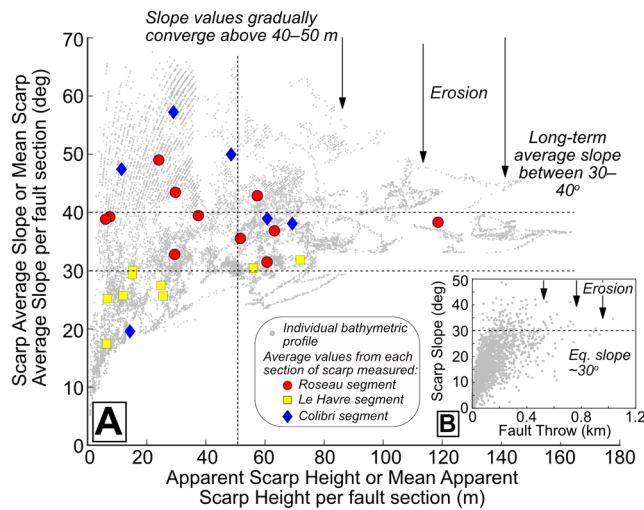 Slope values gradually
converge above 40–50 m
Erosion
Long-term
average slope
between 30–
40º
Scarp Average Slope or Mean Scarp
Average Slope per fault section (deg)
70
60
50
40
30
20
10
0
0 20 40 60 80 100 120 140 160 180
Apparent Scarp Height or Mean Apparent
Scarp Height per fault section (m)
A
Individual bathymetric
profile
Average values from each
section of scarp measured:
Roseau segment
Le Havre segment
Colibri segment
B
Scarp Slope (deg)
50
40
30
20
10
0
Erosion
Eq. slope
~30º
0 0.4 0.8 1.2
Fault Throw (km)